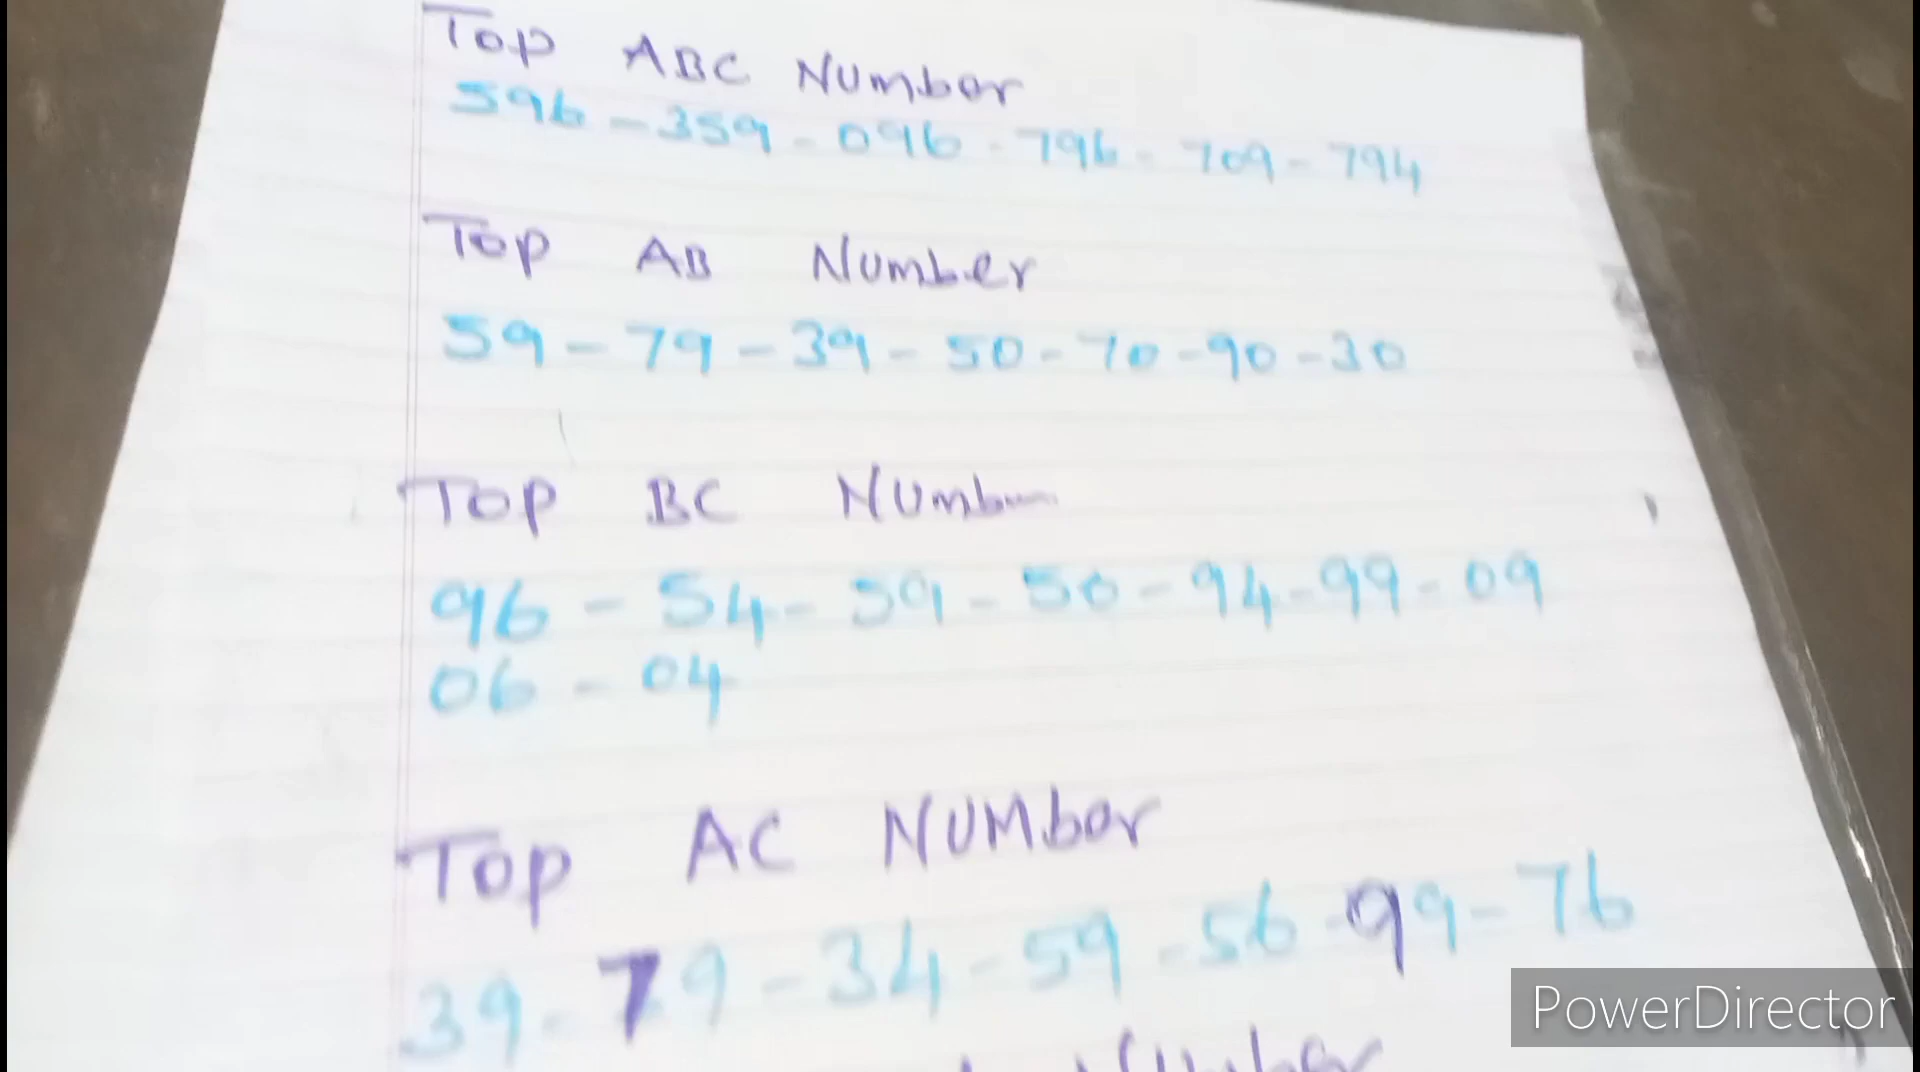 Top ABC Number
596 - 359 - 096 - 796 - 709 - 794
Top AB Number
59 - 79 - 39 - 50 - 70 - 90 - 30
Top BC Number
96 - 54 - 59 - 50 - 94 - 99 - 09
06 - 04
Top AC Number
39 - 79 - 34 - 59 - 56 - 99 - 76
Number
PowerDirector